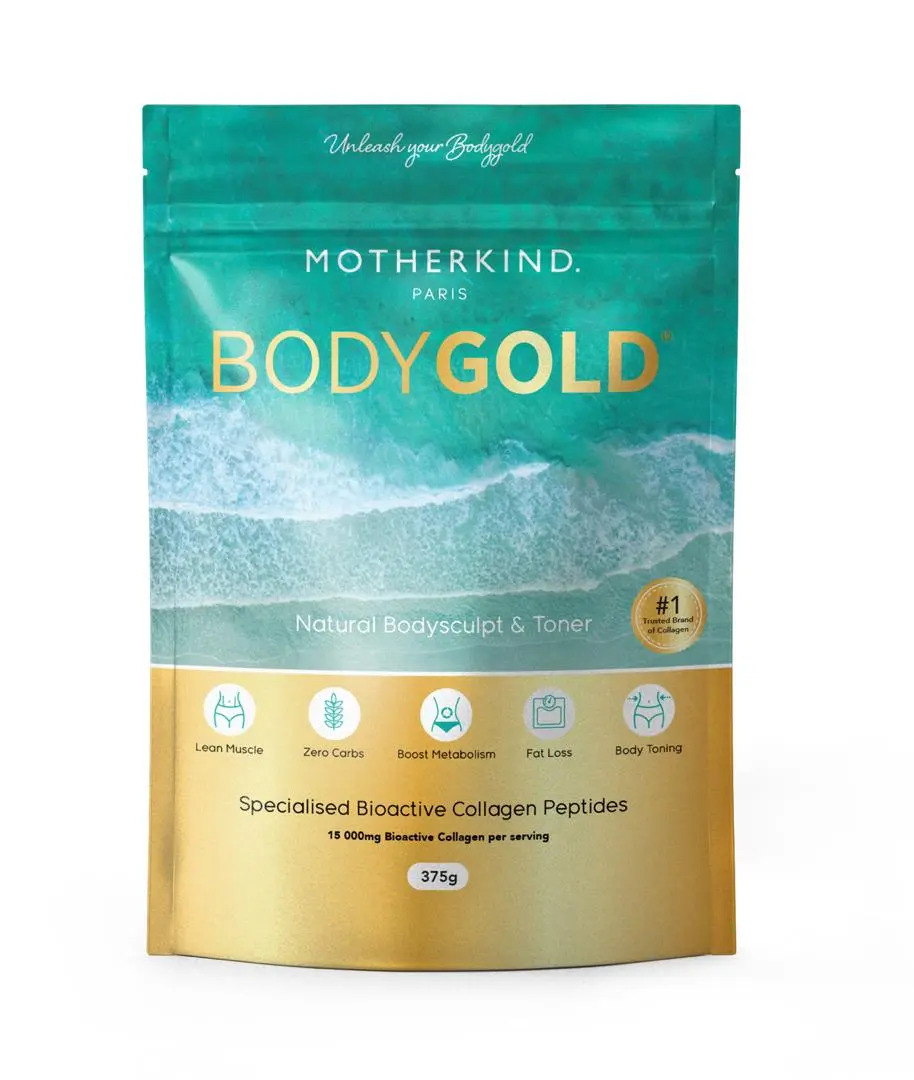 Unleash your Bodygold
MOTHERKIND.
PARIS
BODYGOLD®
Natural Bodysculpt & Toner
#1
Trusted Brand
of Collagen
Lean Muscle
Zero Carbs
Boost Metabolism
Fat Loss
Body Toning
Specialised Bioactive Collagen Peptides
15 000mg Bioactive Collagen per serving
375g